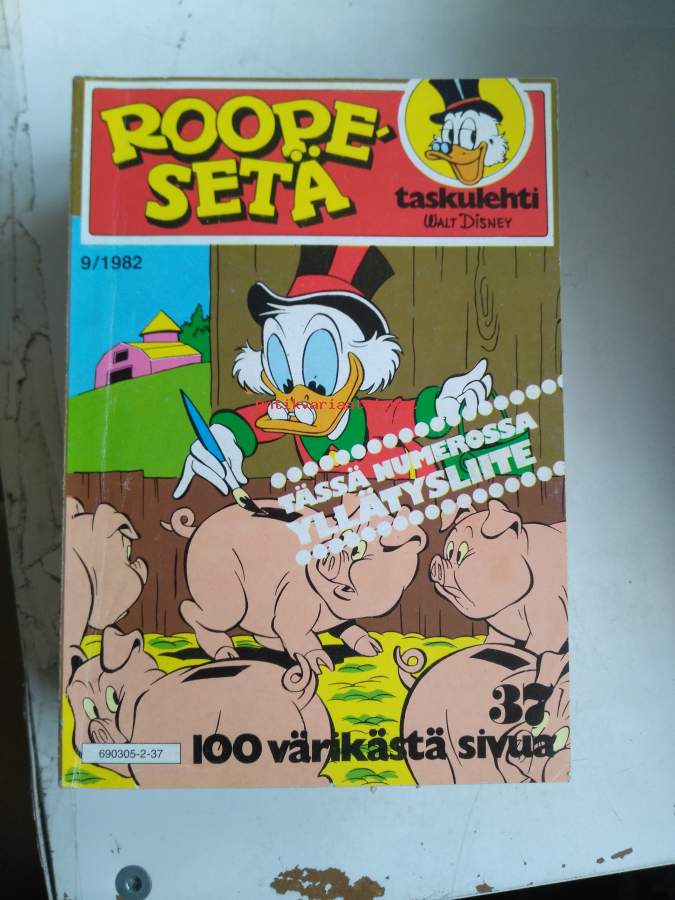 ROOPE-
SETÄ
taskulehti
WALT DISNEY
9/1982
TÄSSÄ NUMEROSSA
YLLÄTYSLIITE
37
100 värikästä sivua
690305-2-37